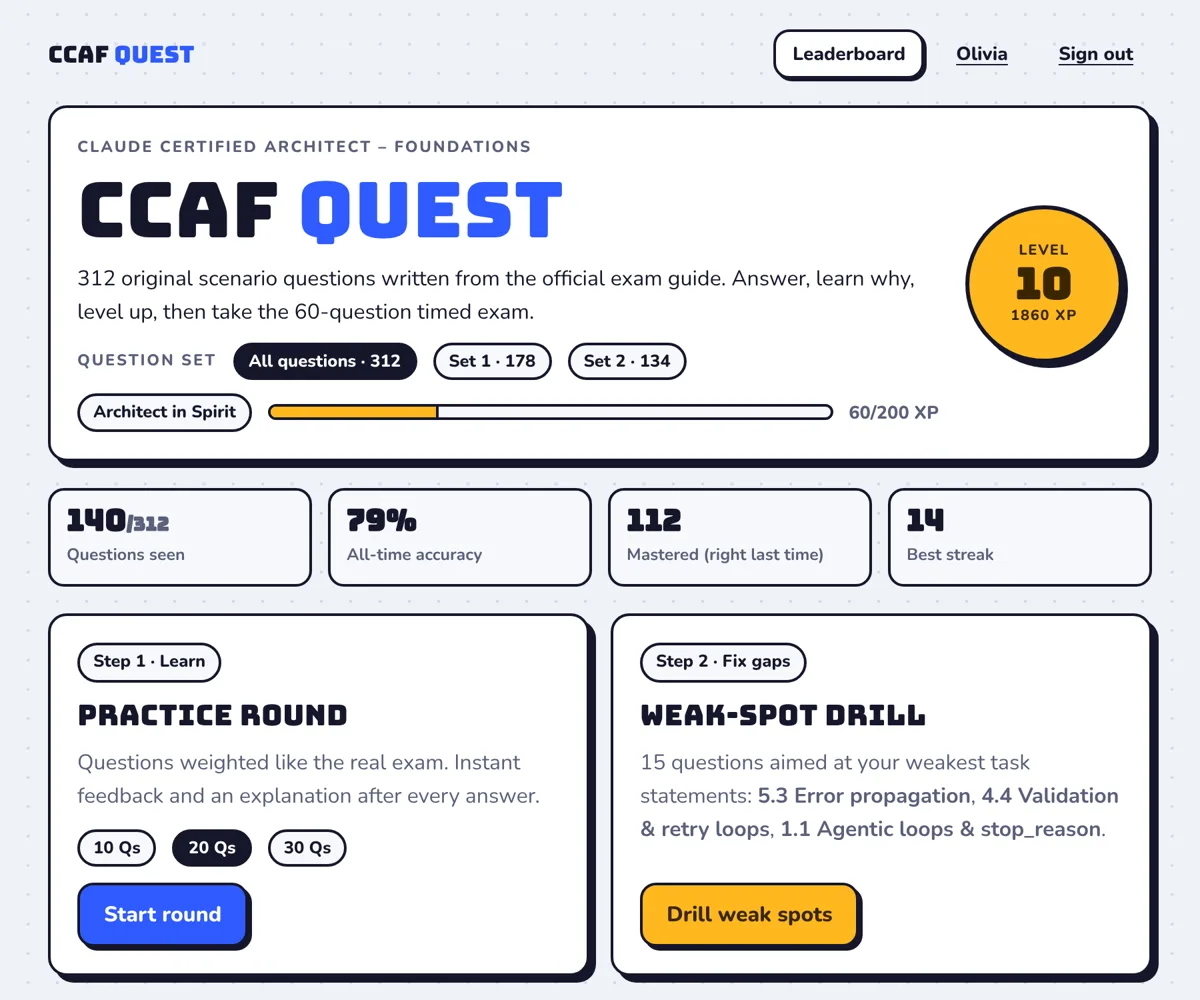 CCAF QUEST
Leaderboard
Olivia
Sign out
CLAUDE CERTIFIED ARCHITECT – FOUNDATIONS
CCAF QUEST
312 original scenario questions written from the official exam guide. Answer, learn why,
level up, then take the 60-question timed exam.
QUESTION SET
All questions · 312
Set 1 · 178
Set 2 · 134
Architect in Spirit
60/200 XP
LEVEL
10
1860 XP
140/312
Questions seen
79%
All-time accuracy
112
Mastered (right last time)
14
Best streak
Step 1 · Learn
PRACTICE ROUND
Questions weighted like the real exam. Instant
feedback and an explanation after every answer.
10 Qs
20 Qs
30 Qs
Start round
Step 2 · Fix gaps
WEAK-SPOT DRILL
15 questions aimed at your weakest task
statements: 5.3 Error propagation, 4.4 Validation
& retry loops, 1.1 Agentic loops & stop_reason.
Drill weak spots